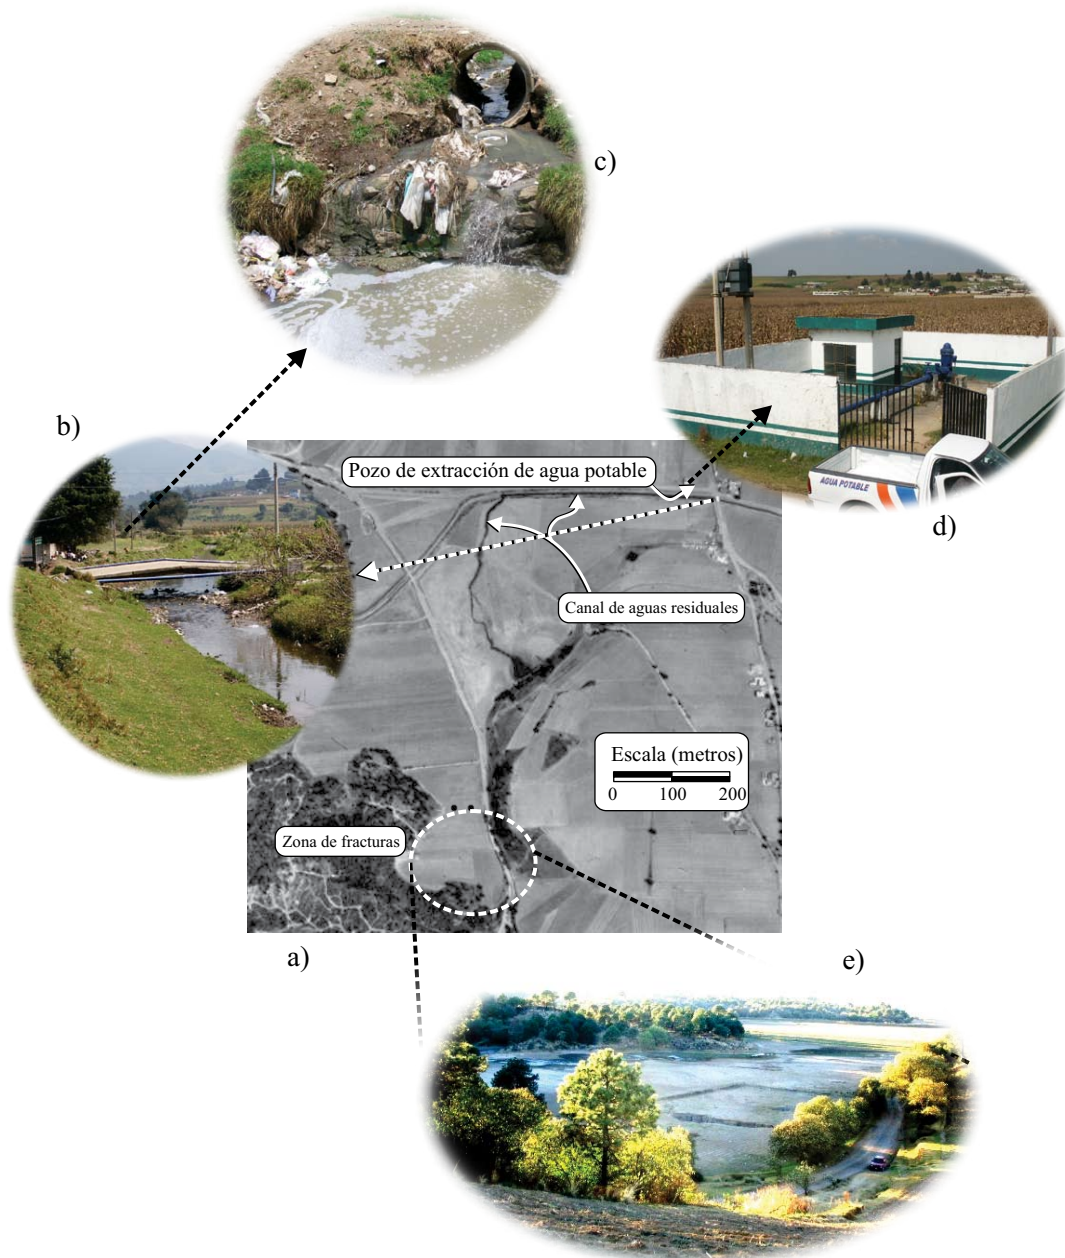 c)
b)
Pozo de extracción de agua potable
AGUA POTABLE
d)
Canal de aguas residuales
Escala (metros)
0 100 200
Zona de fracturas
a)
e)